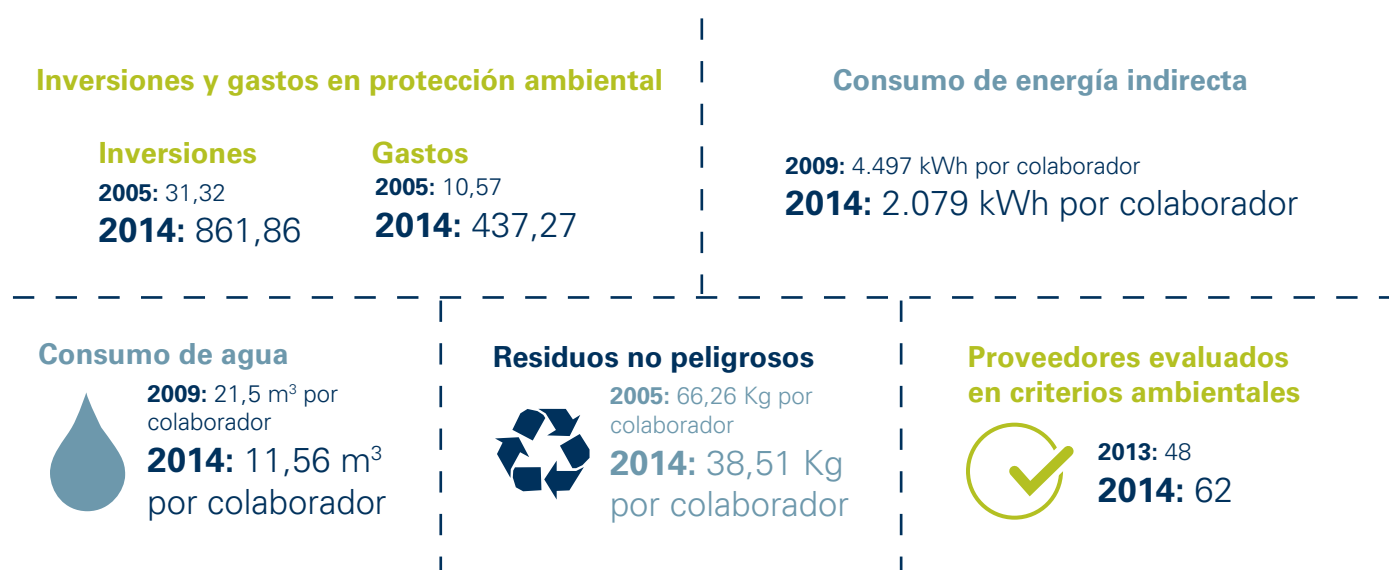 Inversiones y gastos en protección ambiental
Inversiones
2005: 31,32
2014: 861,86
Gastos
2005: 10,57
2014: 437,27
Consumo de energía indirecta
2009: 4.497 kWh por colaborador
2014: 2.079 kWh por colaborador
Consumo de agua
2009: 21,5 m³ por
colaborador
2014: 11,56 m³
por colaborador
Residuos no peligrosos
2005: 66,26 Kg por
colaborador
2014: 38,51 Kg
por colaborador
Proveedores evaluados
en criterios ambientales
2013: 48
2014: 62